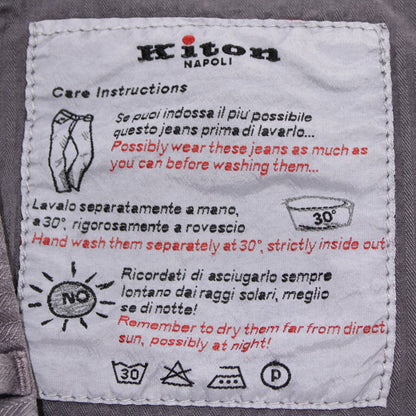 Kiton
NAPOLI
Care Instructions
Se puoi indossa il piu' possibile
questo jeans prima di lavarlo...
Possibly wear these jeans as much as
you can before washing them...
Lavalo separatamente a mano,
a 30°, rigorosamente a rovescio
30°
Hand wash them separately at 30°, strictly inside out
NO
Ricordati di asciugarlo sempre
lontano dai raggi solari, meglio
se di notte!
Remember to dry them far from direct
sun, possibly at night!
30
P